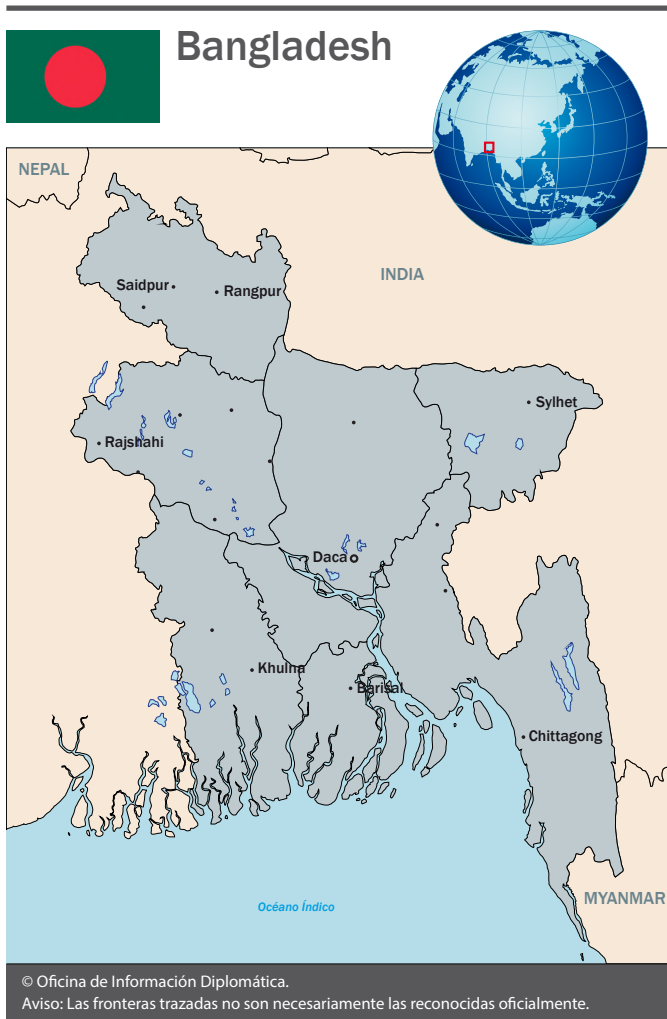 Bangladesh
NEPAL
INDIA
Saidpur
Rangpur
Sylhet
Rajshahi
Daca
Khulna
Barisal
Chittagong
MYANMAR
Océano Índico
© Oficina de Información Diplomática.
Aviso: Las fronteras trazadas no son necesariamente las reconocidas oficialmente.